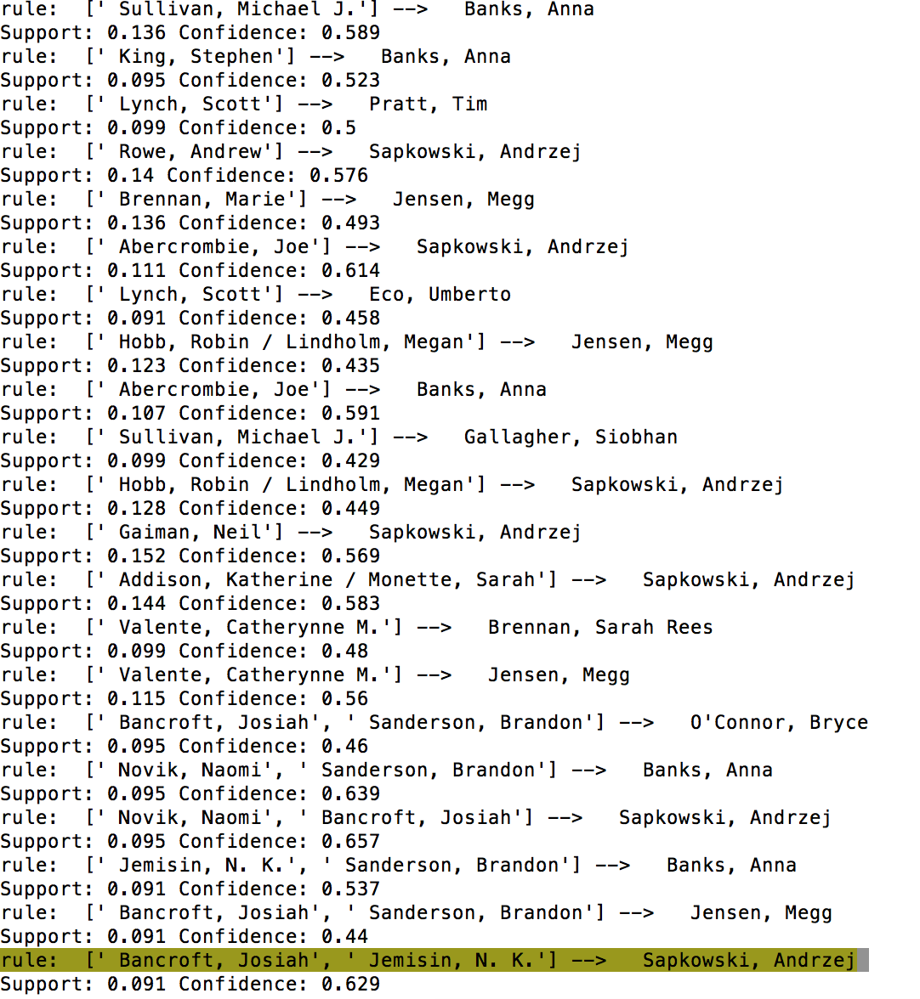 rule:  [' Sullivan, Michael J.'] -->   Banks, Anna
Support: 0.136 Confidence: 0.589
rule:  [' King, Stephen'] -->   Banks, Anna
Support: 0.095 Confidence: 0.523
rule:  [' Lynch, Scott'] -->   Pratt, Tim
Support: 0.099 Confidence: 0.5
rule:  [' Rowe, Andrew'] -->   Sapkowski, Andrzej
Support: 0.14 Confidence: 0.576
rule:  [' Brennan, Marie'] -->   Jensen, Megg
Support: 0.136 Confidence: 0.493
rule:  [' Abercrombie, Joe'] -->   Sapkowski, Andrzej
Support: 0.111 Confidence: 0.614
rule:  [' Lynch, Scott'] -->   Eco, Umberto
Support: 0.091 Confidence: 0.458
rule:  [' Hobb, Robin / Lindholm, Megan'] -->   Jensen, Megg
Support: 0.123 Confidence: 0.435
rule:  [' Abercrombie, Joe'] -->   Banks, Anna
Support: 0.107 Confidence: 0.591
rule:  [' Sullivan, Michael J.'] -->   Gallagher, Siobhan
Support: 0.099 Confidence: 0.429
rule:  [' Hobb, Robin / Lindholm, Megan'] -->   Sapkowski, Andrzej
Support: 0.128 Confidence: 0.449
rule:  [' Gaiman, Neil'] -->   Sapkowski, Andrzej
Support: 0.152 Confidence: 0.569
rule:  [' Addison, Katherine / Monette, Sarah'] -->   Sapkowski, Andrzej
Support: 0.144 Confidence: 0.583
rule:  [' Valente, Catherynne M.'] -->   Brennan, Sarah Rees
Support: 0.099 Confidence: 0.48
rule:  [' Valente, Catherynne M.'] -->   Jensen, Megg
Support: 0.115 Confidence: 0.56
rule:  [' Bancroft, Josiah', ' Sanderson, Brandon'] -->   O'Connor, Bryce
Support: 0.095 Confidence: 0.46
rule:  [' Novik, Naomi', ' Sanderson, Brandon'] -->   Banks, Anna
Support: 0.095 Confidence: 0.639
rule:  [' Novik, Naomi', ' Bancroft, Josiah'] -->   Sapkowski, Andrzej
Support: 0.095 Confidence: 0.657
rule:  [' Jemisin, N. K.', ' Sanderson, Brandon'] -->   Banks, Anna
Support: 0.091 Confidence: 0.537
rule:  [' Bancroft, Josiah', ' Sanderson, Brandon'] -->   Jensen, Megg
Support: 0.091 Confidence: 0.44
rule:  [' Bancroft, Josiah', ' Jemisin, N. K.'] -->   Sapkowski, Andrzej
Support: 0.091 Confidence: 0.629